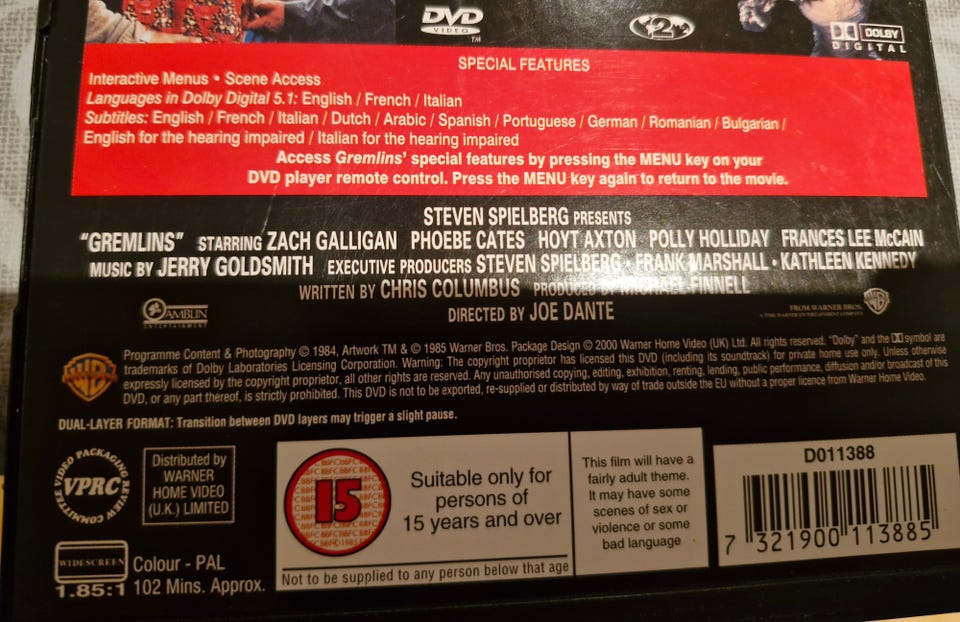 DVD
VIDEO
TM
2
DOLBY
DIGITAL
SPECIAL FEATURES
Interactive Menus • Scene Access
Languages in Dolby Digital 5.1: English / French / Italian
Subtitles: English / French / Italian / Dutch / Arabic / Spanish / Portuguese / German / Romanian / Bulgarian /
English for the hearing impaired / Italian for the hearing impaired
Access Gremlins' special features by pressing the MENU key on your
DVD player remote control. Press the MENU key again to return to the movie.
STEVEN SPIELBERG PRESENTS
"GREMLINS" STARRING ZACH GALLIGAN PHOEBE CATES HOYT AXTON POLLY HOLLIDAY FRANCES LEE McCAIN
MUSIC BY JERRY GOLDSMITH EXECUTIVE PRODUCERS STEVEN SPIELBERG • FRANK MARSHALL • KATHLEEN KENNEDY
WRITTEN BY CHRIS COLUMBUS PRODUCED BY MICHAEL FINNELL
DIRECTED BY JOE DANTE
AMBLIN
ENTERTAINMENT
FROM WARNER BROS.
A TIME WARNER ENTERTAINMENT COMPANY
Programme Content & Photography © 1984, Artwork TM & © 1985 Warner Bros. Package Design © 2000 Warner Home Video (UK) Ltd. All rights reserved. "Dolby" and the DD symbol are
trademarks of Dolby Laboratories Licensing Corporation. Warning: The copyright proprietor has licensed this DVD (including its soundtrack) for private home use only. Unless otherwise
expressly licensed by the copyright proprietor, all other rights are reserved. Any unauthorised copying, editing, exhibition, renting, lending, public performance, diffusion and/or broadcast of this
DVD, or any part thereof, is strictly prohibited. This DVD is not to be exported, re-supplied or distributed by way of trade outside the EU without a proper licence from Warner Home Video.
DUAL-LAYER FORMAT: Transition between DVD layers may trigger a slight pause.
VIDEO PACKAGING REVIEW COMMITTEE
VPRC
Distributed by
WARNER
HOME VIDEO
(U.K.) LIMITED
WIDESCREEN
1.85:1
Colour - PAL
102 Mins. Approx.
15
Suitable only for
persons of
15 years and over
Not to be supplied to any person below that age
This film will have a
fairly adult theme.
It may have some
scenes of sex or
violence or some
bad language
D011388
7 321900 113885